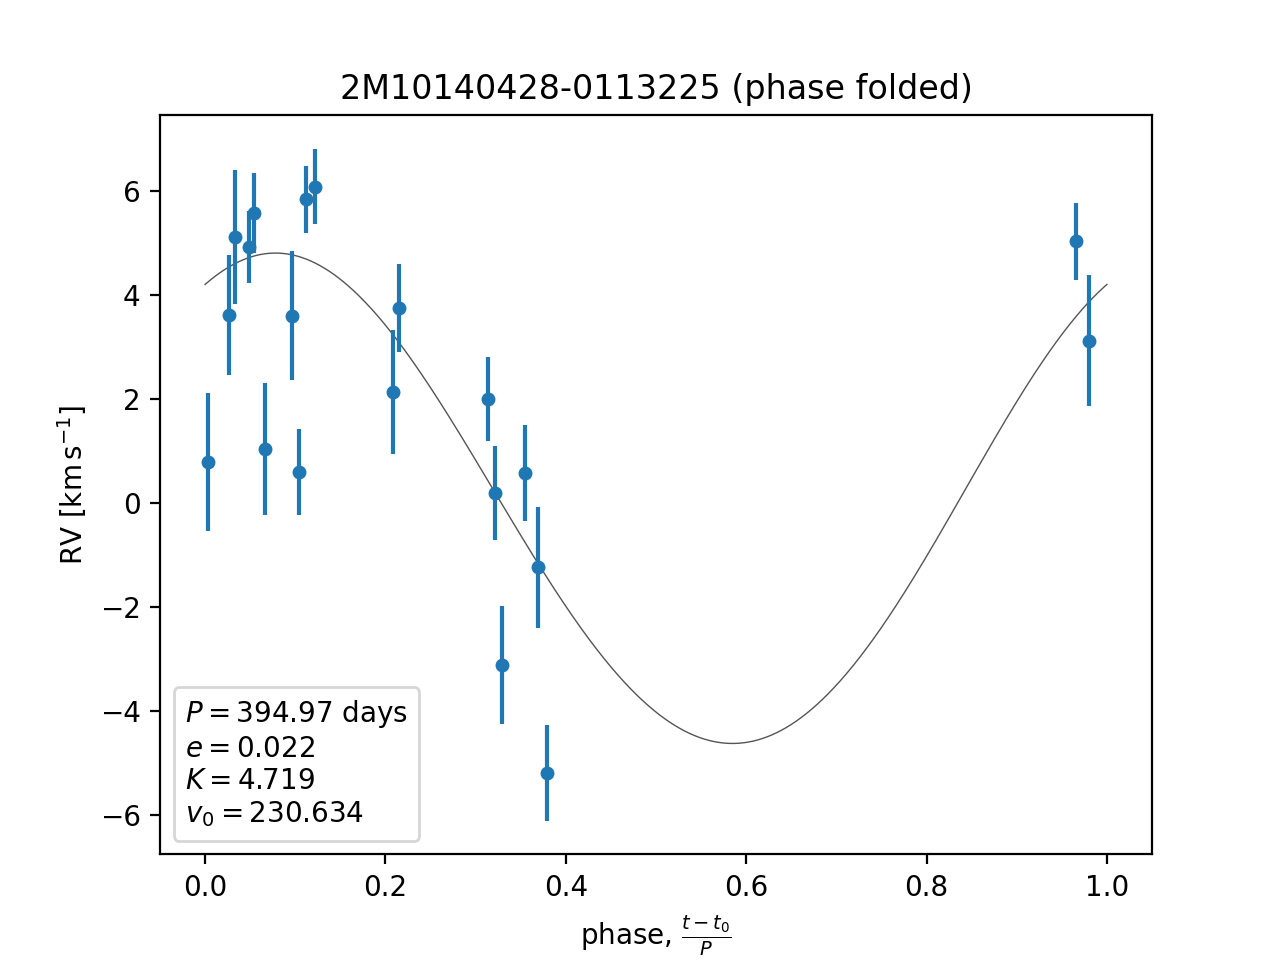 2M10140428-0113225 (phase folded)
RV [km s⁻¹]
6
4
2
0
−2
−4
−6
P = 394.97 days
e = 0.022
K = 4.719
v₀ = 230.634
0.0 0.2 0.4 0.6 0.8 1.0
phase, (t − t₀)/P